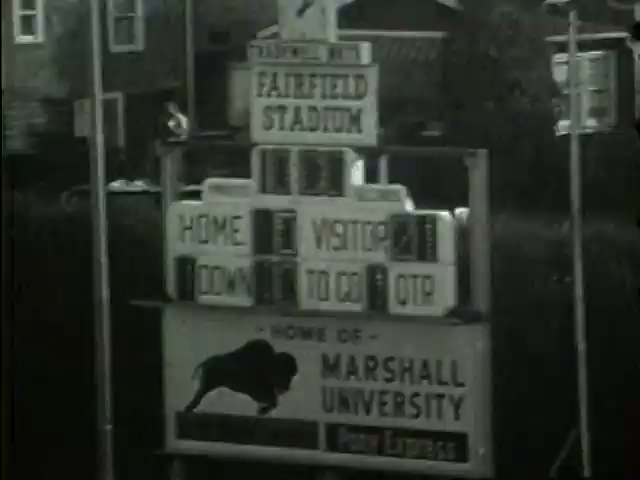 FAIRFIELD
STADIUM
HOME VISITOR
DOWN TO GO QTR
- HOME OF -
MARSHALL
UNIVERSITY
Pony Express